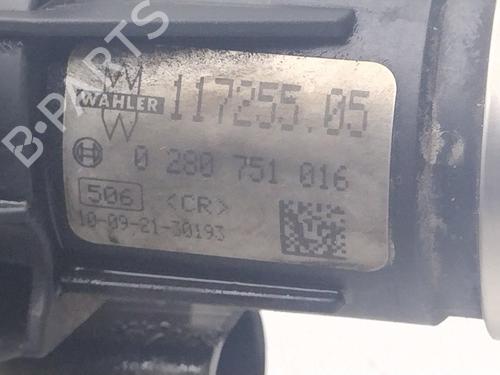 B-PARTS
WAHLER 117255.05
0 280 751 016
506 <CR>
10-09-21-30193